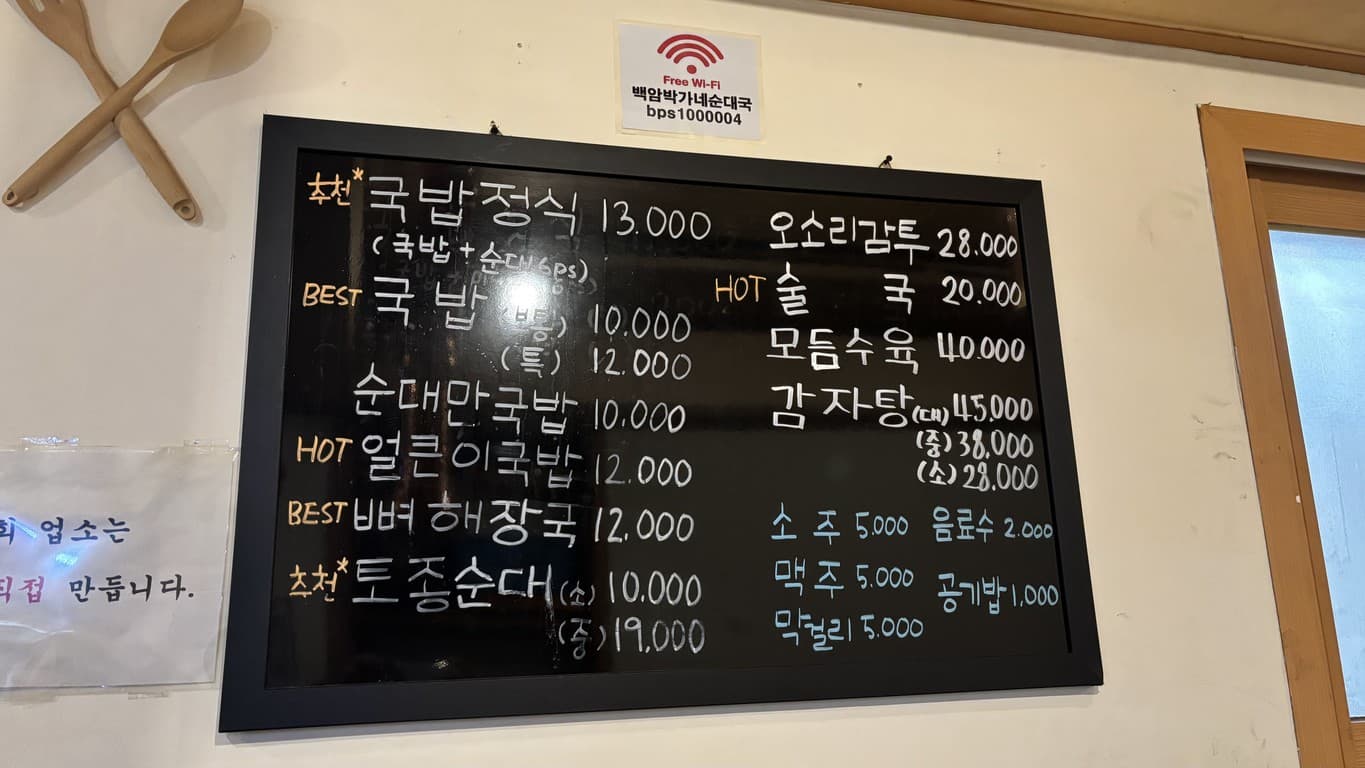 Free Wi-Fi
백암박가네순대국
bps1000004
추천* 국밥정식 13.000
(국밥+순대6ps)
BEST 국밥 (보통) 10.000
(특) 12.000
순대만국밥 10.000
HOT 얼큰이국밥 12.000
BEST 뼈해장국 12.000
추천* 토종순대 (소) 10.000
(중) 19.000
오소리감투 28.000
HOT 술국 20.000
모듬수육 40.000
감자탕 (대) 45.000
(중) 38.000
(소) 28.000
소주 5.000 음료수 2.000
맥주 5.000 공기밥 1,000
막걸리 5.000
업소는
만듭니다.